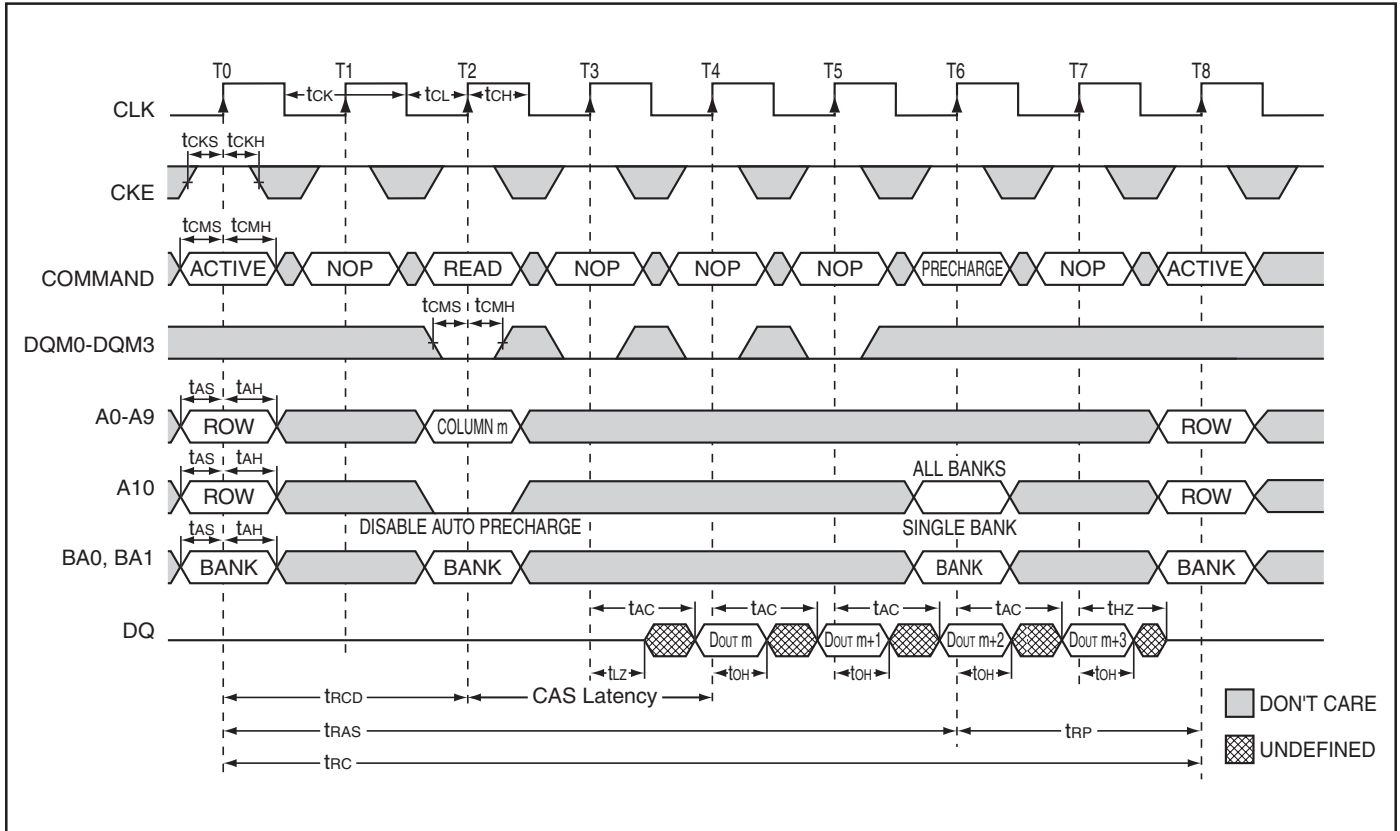 T0 T1 T2 T3 T4 T5 T6 T7 T8
tCK tCL tCH
CLK
tCKS tCKH
CKE
tCMS tCMH
COMMAND ACTIVE NOP READ NOP NOP NOP PRECHARGE NOP ACTIVE
tCMS tCMH
DQM0-DQM3
tAS tAH
A0-A9 ROW COLUMN m ROW
tAS tAH ALL BANKS
A10 ROW ROW
DISABLE AUTO PRECHARGE SINGLE BANK
tAS tAH
BA0, BA1 BANK BANK BANK BANK
tAC tAC tAC tAC tHZ
DQ DOUT m DOUT m+1 DOUT m+2 DOUT m+3
tLZ tOH tOH tOH tOH
tRCD CAS Latency
DON'T CARE
tRAS tRP
UNDEFINED
tRC